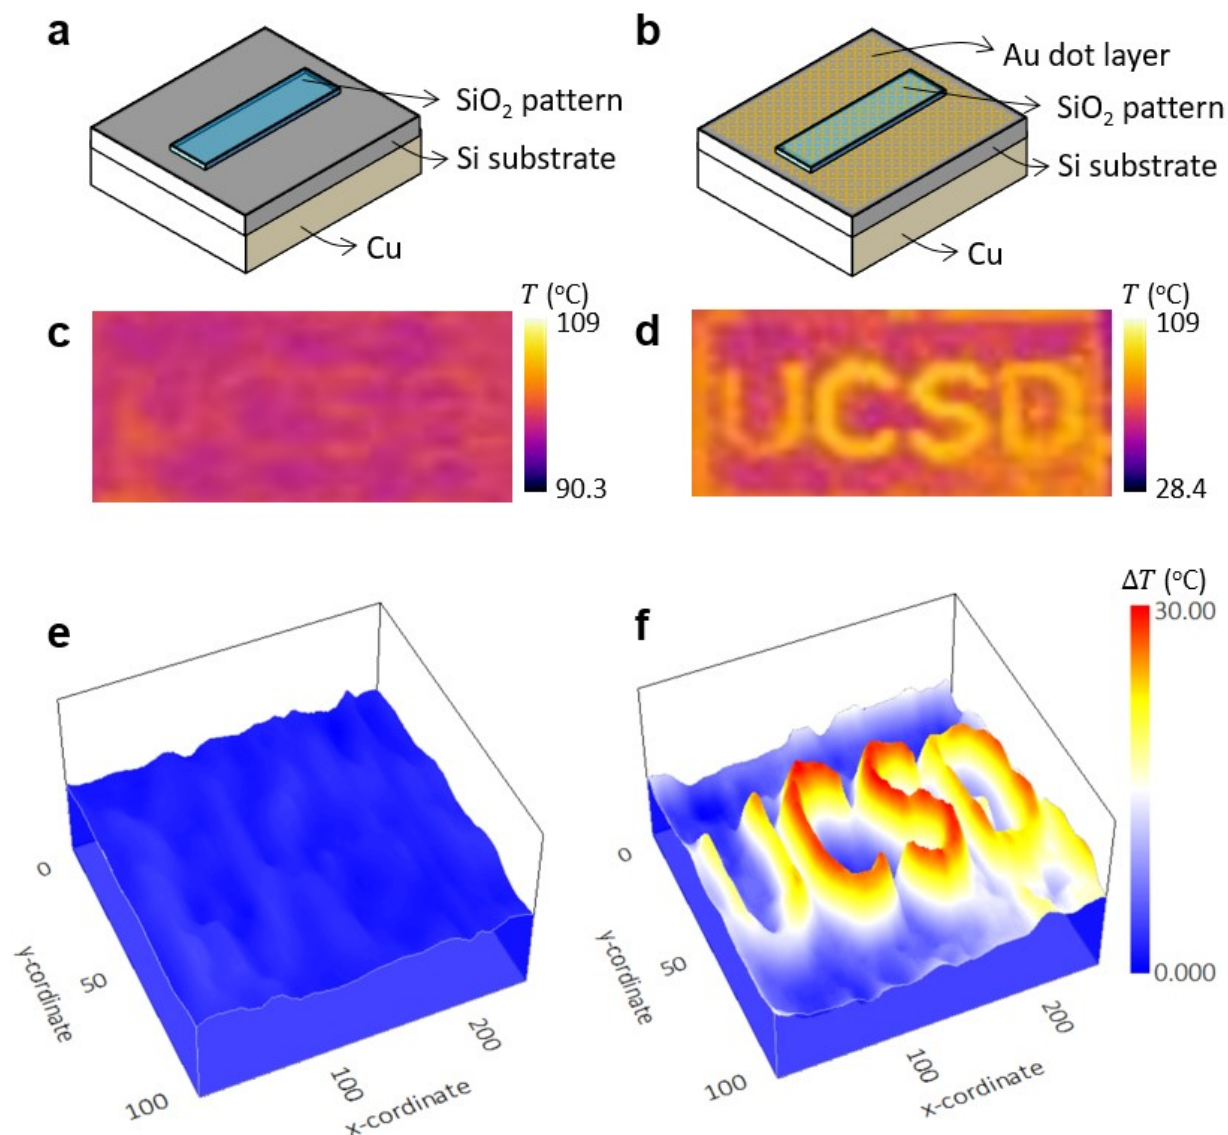 a
SiO₂ pattern
Si substrate
Cu
b
Au dot layer
SiO₂ pattern
Si substrate
Cu
c
T (°C)
109
90.3
d
UCSD
T (°C)
109
28.4
e
0
50
100
y-cordinate
100
200
x-cordinate
f
UCSD
0
50
100
y-cordinate
100
200
x-cordinate
ΔT (°C)
30.00
0.000